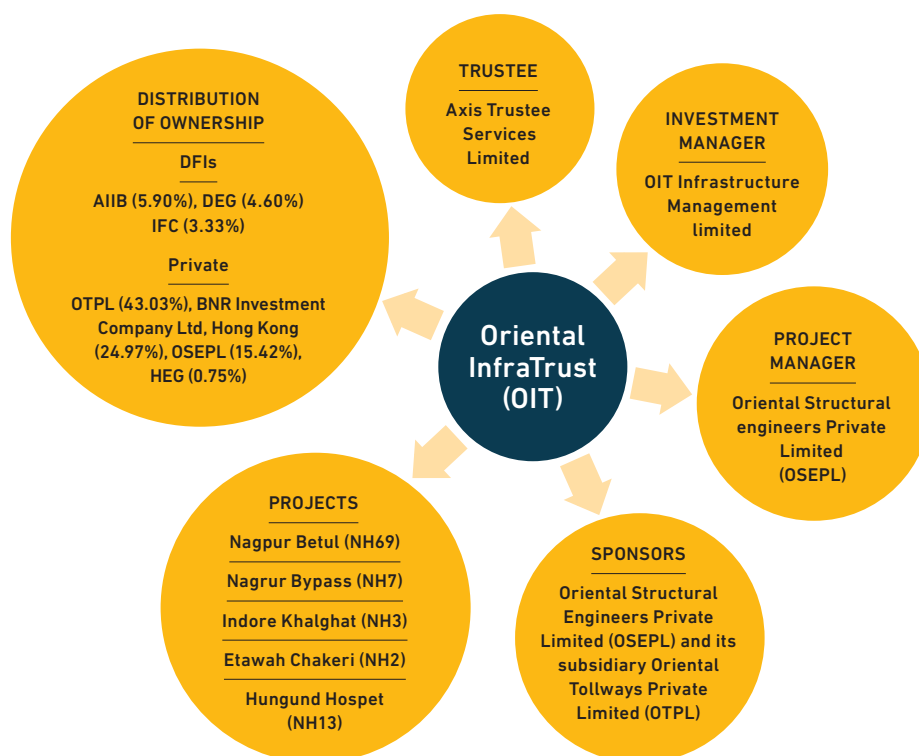 DISTRIBUTION
OF OWNERSHIP
DFIs
AIIB (5.90%), DEG (4.60%)
IFC (3.33%)
Private
OTPL (43.03%), BNR Investment
Company Ltd, Hong Kong
(24.97%), OSEPL (15.42%),
HEG (0.75%)
TRUSTEE
Axis Trustee
Services
Limited
INVESTMENT
MANAGER
OIT Infrastructure
Management
limited
Oriental
InfraTrust
(OIT)
PROJECT
MANAGER
Oriental Structural
engineers Private
Limited
(OSEPL)
PROJECTS
Nagpur Betul (NH69)
Nagrur Bypass (NH7)
Indore Khalghat (NH3)
Etawah Chakeri (NH2)
Hungund Hospet
(NH13)
SPONSORS
Oriental Structural
Engineers Private
Limited (OSEPL) and its
subsidiary Oriental
Tollways Private
Limited (OTPL)